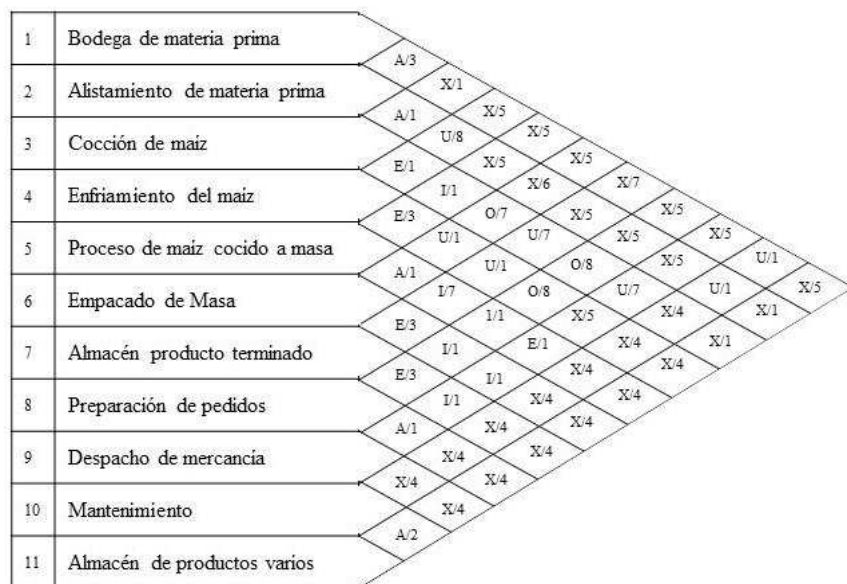 1 Bodega de materia prima
A/3
X/1
2 Alistamiento de materia prima
A/1 X/5
U/8 X/5
3 Cocción de maíz
X/5 X/5
E/1 X/6 X/7
4 Enfriamiento del maíz
I/1 X/5
E/3 O/7 X/5
U/1 U/7 X/5 X/5
5 Proceso de maíz cocido a masa
U/1 O/8 X/5 U/1
A/1 I/7 O/8 U/7 U/1 X/5
6 Empacado de Masa
1/1 X/5 X/4 X/1
E/3 E/1 X/4 X/1
7 Almacén producto terminado
I/1 X/4 X/4
E/3 I/1
I/1 X/4 X/4
8 Preparación de pedidos
A/1 X/4 X/4
X/4 X/4
9 Despacho de mercancía
X/4 X/4
X/4
10 Mantenimiento
A/2
11 Almacén de productos varios